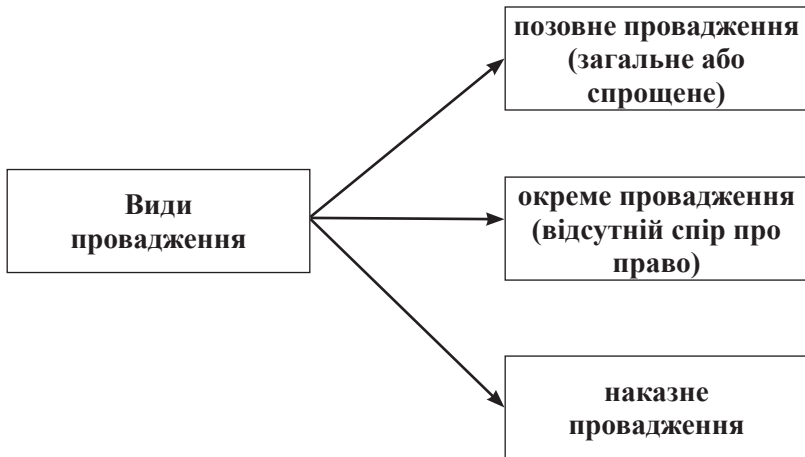 позовне провадження
(загальне або
спрощене)
Види
провадження
окреме провадження
(відсутній спір про
право)
наказне
провадження